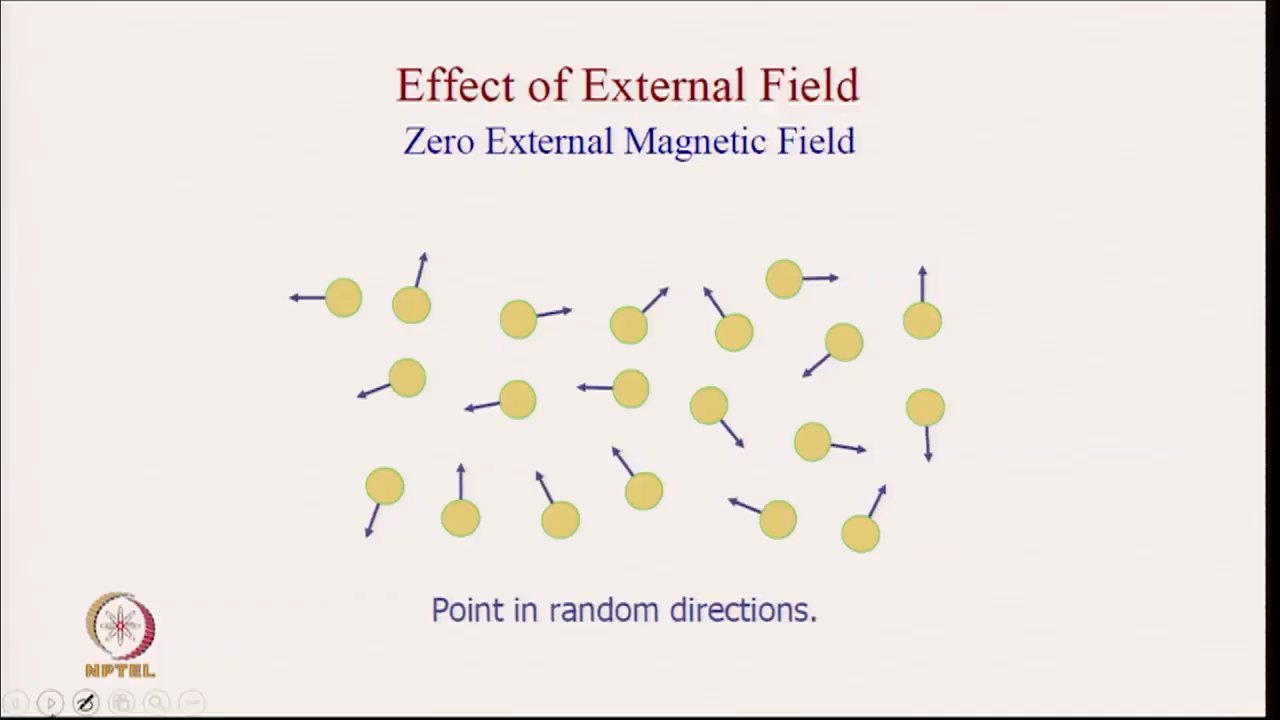 Effect of External Field
Zero External Magnetic Field
Point in random directions.
NPTEL